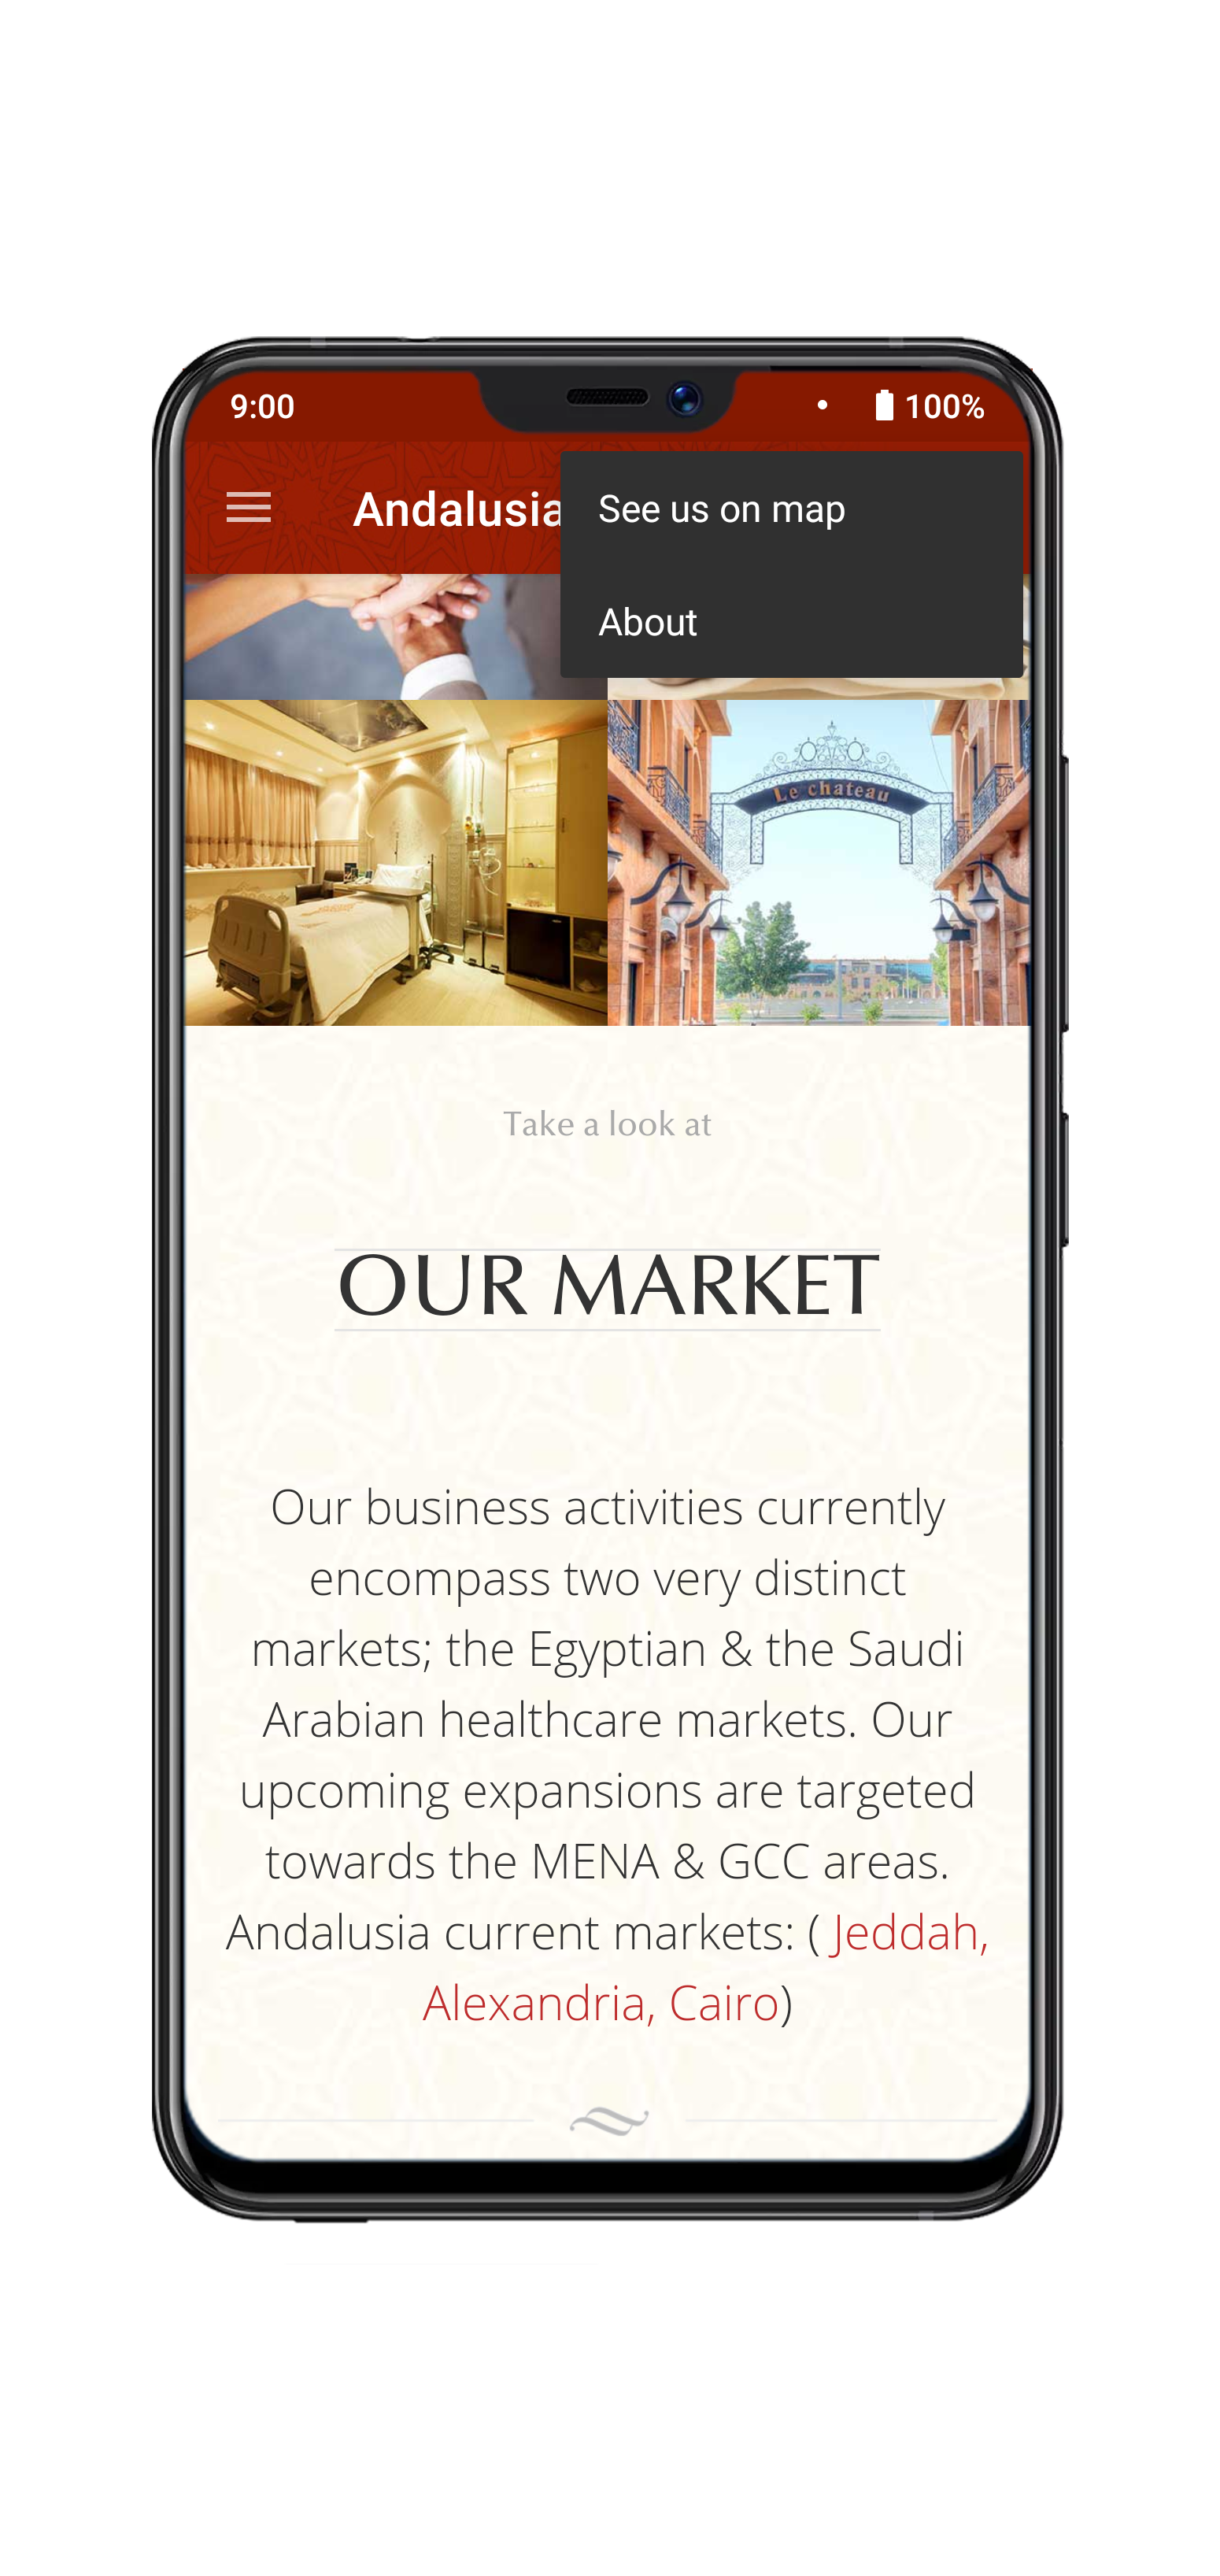 9:00
100%
Andalusia
See us on map
About
Le chateau
Take a look at
OUR MARKET
Our business activities currently
encompass two very distinct
markets; the Egyptian & the Saudi
Arabian healthcare markets. Our
upcoming expansions are targeted
towards the MENA & GCC areas.
Andalusia current markets: ( Jeddah,
Alexandria, Cairo)